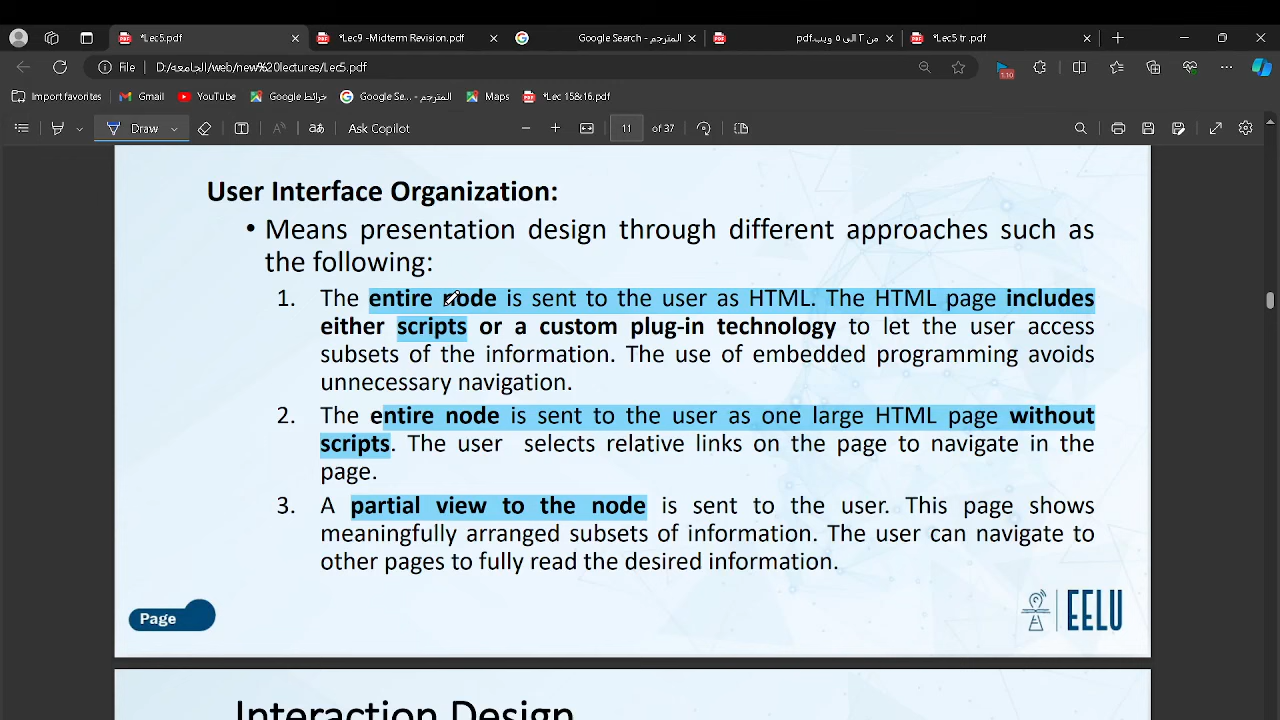 *Lec5.pdf
*Lec9 -Midterm Revision.pdf
Google Search - المترجم
من ٢ الى ٥ ويب.pdf
*Lec5 tr.pdf
File
D:/الجامعه/web/new%20lectures/Lec5.pdf
1.10
Import favorites
Gmail
YouTube
خرائط Google
Google Se... - المترجم
Maps
*Lec 15&16.pdf
Draw
Ask Copilot
11 of 37
User Interface Organization:
• Means presentation design through different approaches such as
the following:
1. The entire node is sent to the user as HTML. The HTML page includes
either scripts or a custom plug-in technology to let the user access
subsets of the information. The use of embedded programming avoids
unnecessary navigation.
2. The entire node is sent to the user as one large HTML page without
scripts. The user selects relative links on the page to navigate in the
page.
3. A partial view to the node is sent to the user. This page shows
meaningfully arranged subsets of information. The user can navigate to
other pages to fully read the desired information.
Page
EELU
Interaction Design